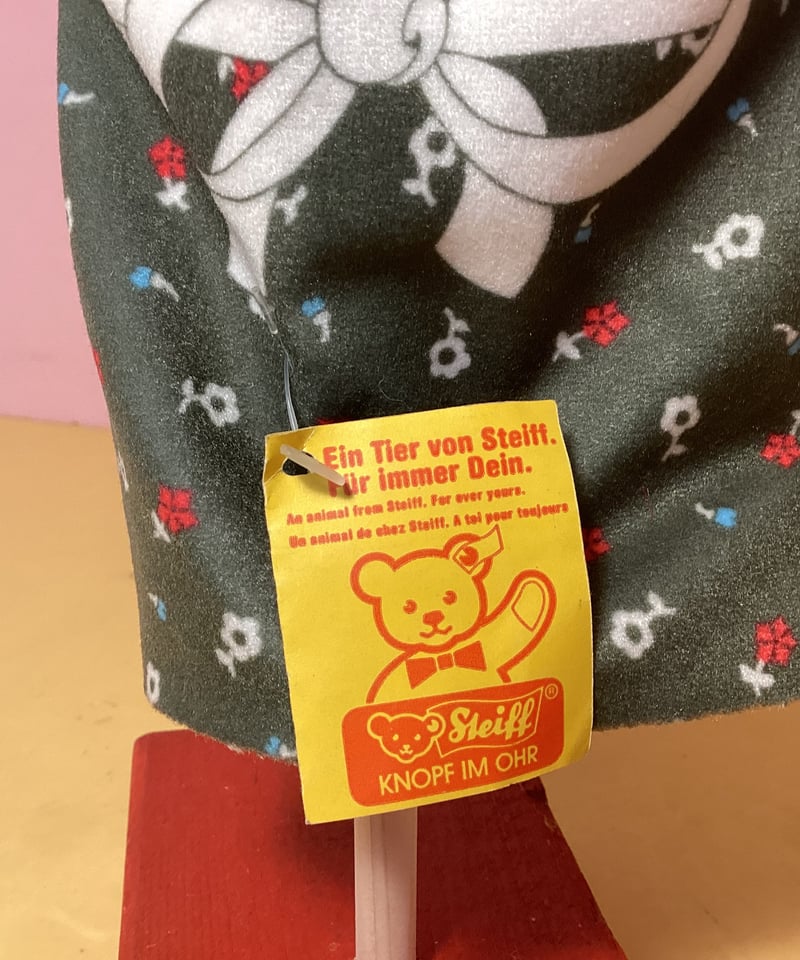 Ein Tier von Steiff.
Für immer Dein.
An animal from Steiff. For ever yours.
Un animal de chez Steiff. A toi pour toujours
Steiff ®
KNOPF IM OHR